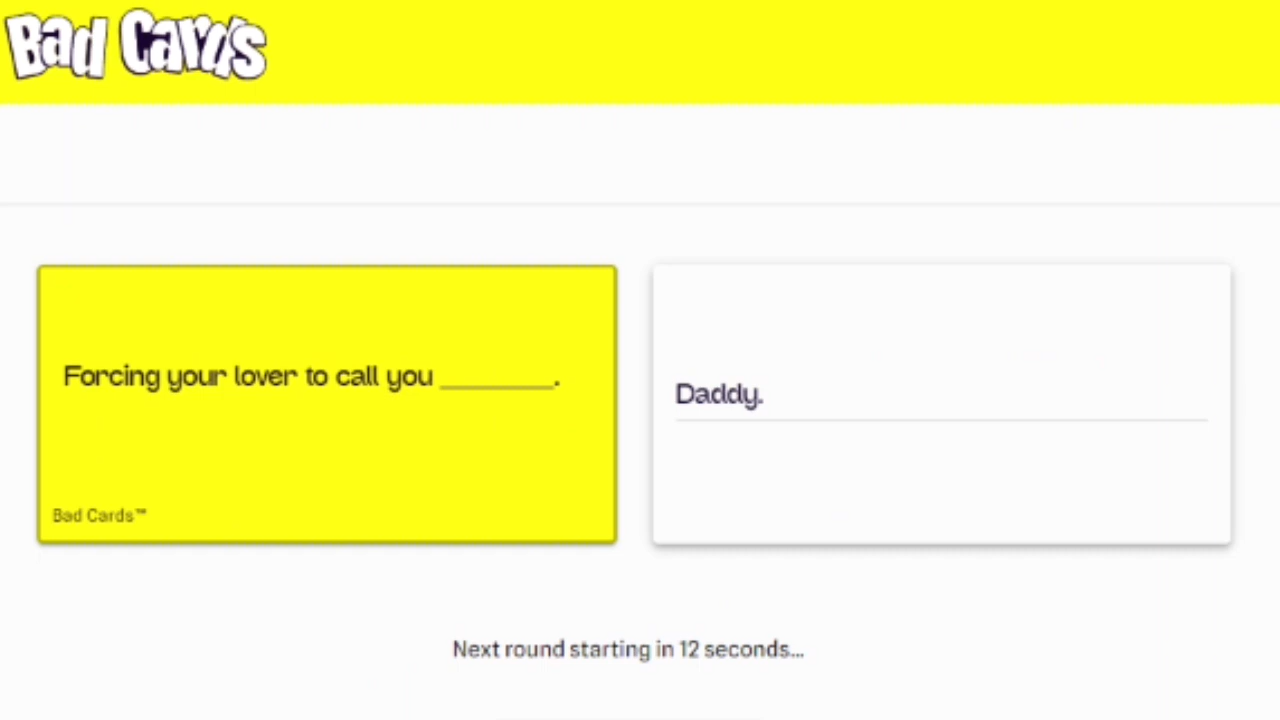 Bad Cards
Forcing your lover to call you ________.
Bad Cards™
Daddy.
Next round starting in 12 seconds...